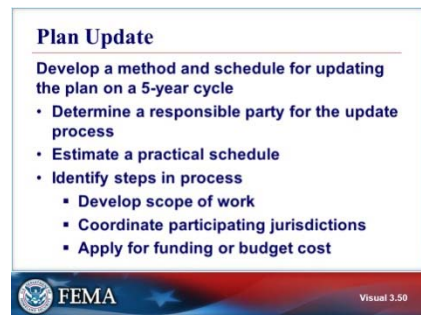 Plan Update
Develop a method and schedule for updating
the plan on a 5-year cycle
• Determine a responsible party for the update
process
• Estimate a practical schedule
• Identify steps in process
▪ Develop scope of work
▪ Coordinate participating jurisdictions
▪ Apply for funding or budget cost
FEMA
Visual 3.50